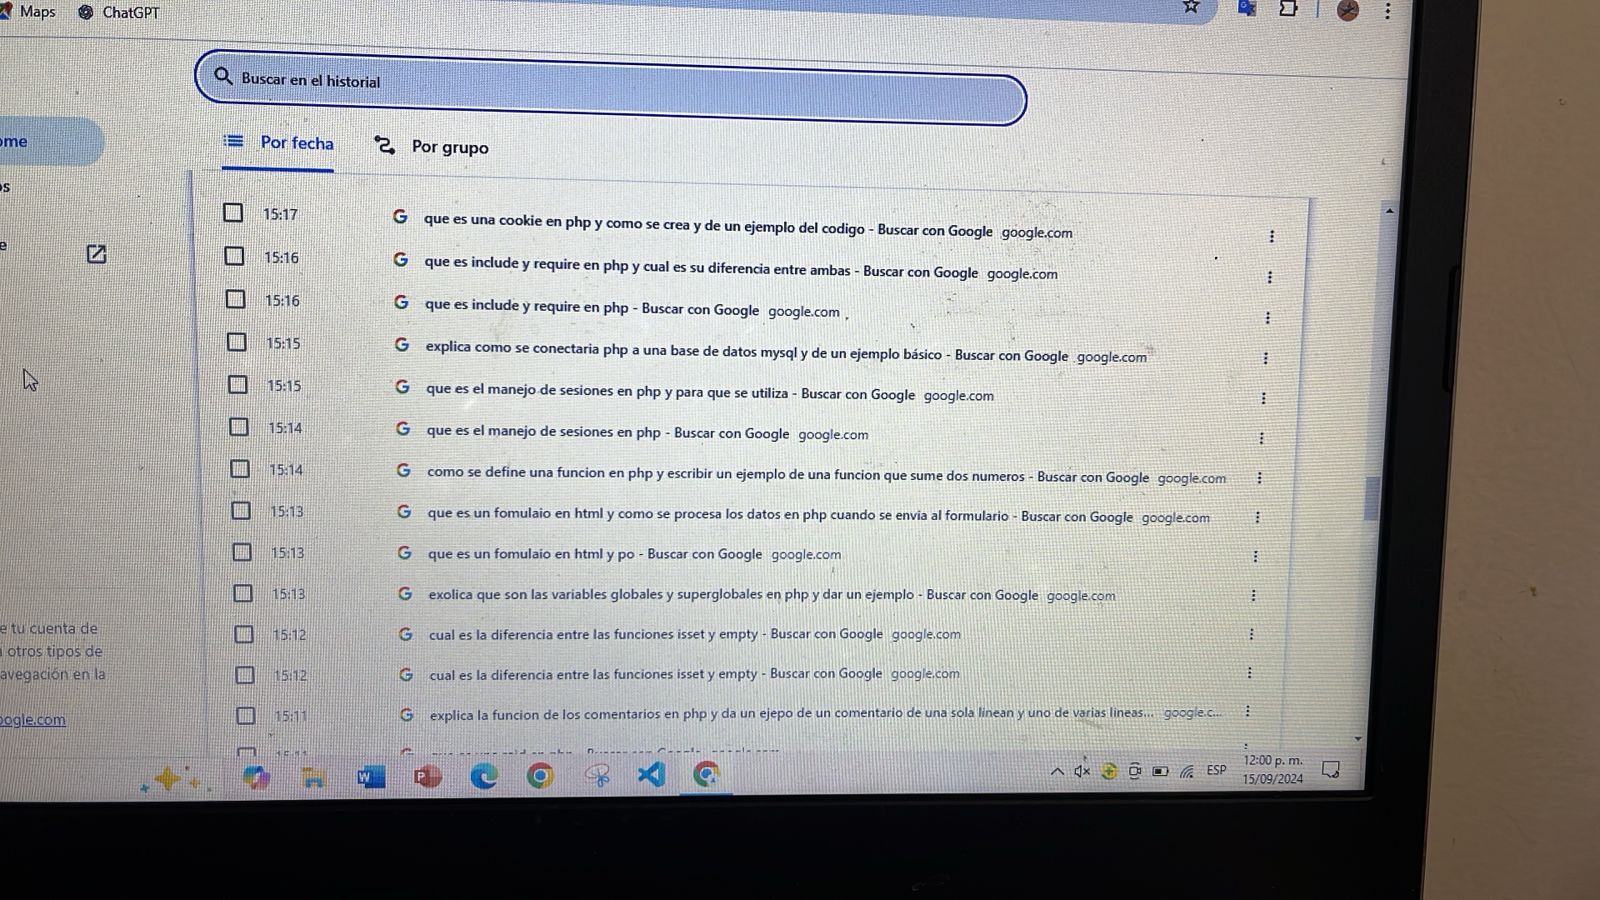 Maps ChatGPT
Buscar en el historial
ome
Por fecha Por grupo
os
e
15:17 que es una cookie en php y como se crea y de un ejemplo del codigo - Buscar con Google google.com
15:16 que es include y require en php y cual es su diferencia entre ambas - Buscar con Google google.com
15:16 que es include y require en php - Buscar con Google google.com
15:15 explica como se conectaria php a una base de datos mysql y de un ejemplo básico - Buscar con Google google.com
15:15 que es el manejo de sesiones en php y para que se utiliza - Buscar con Google google.com
15:14 que es el manejo de sesiones en php - Buscar con Google google.com
15:14 como se define una funcion en php y escribir un ejemplo de una funcion que sume dos numeros - Buscar con Google google.com
15:13 que es un fomulaio en html y como se procesa los datos en php cuando se envia al formulario - Buscar con Google google.com
15:13 que es un fomulaio en html y po - Buscar con Google google.com
15:13 exolica que son las variables globales y superglobales en php y dar un ejemplo - Buscar con Google google.com
15:12 cual es la diferencia entre las funciones isset y empty - Buscar con Google google.com
15:12 cual es la diferencia entre las funciones isset y empty - Buscar con Google google.com
15:11 explica la funcion de los comentarios en php y da un ejepo de un comentario de una sola linean y uno de varias lineas... google.c...
e tu cuenta de
otros tipos de
avegación en la
oogle.com
ESP
12:00 p. m.
15/09/2024